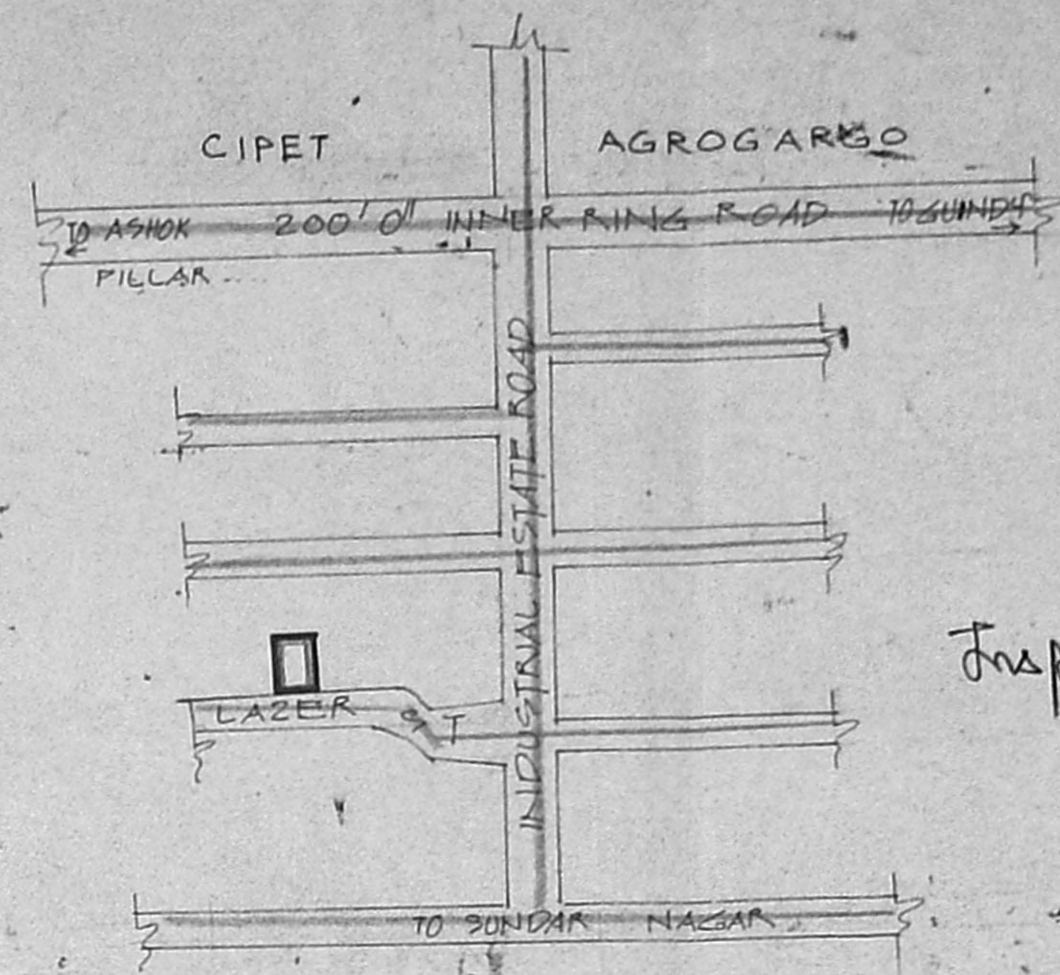 CIPET
AGROGARGO
TO ASHOK 200'0" INNER RING ROAD TO GUINDY
PILLAR
INDUSTRIAL ESTATE ROAD
LAZER ST
TO SUNDAR NAGAR